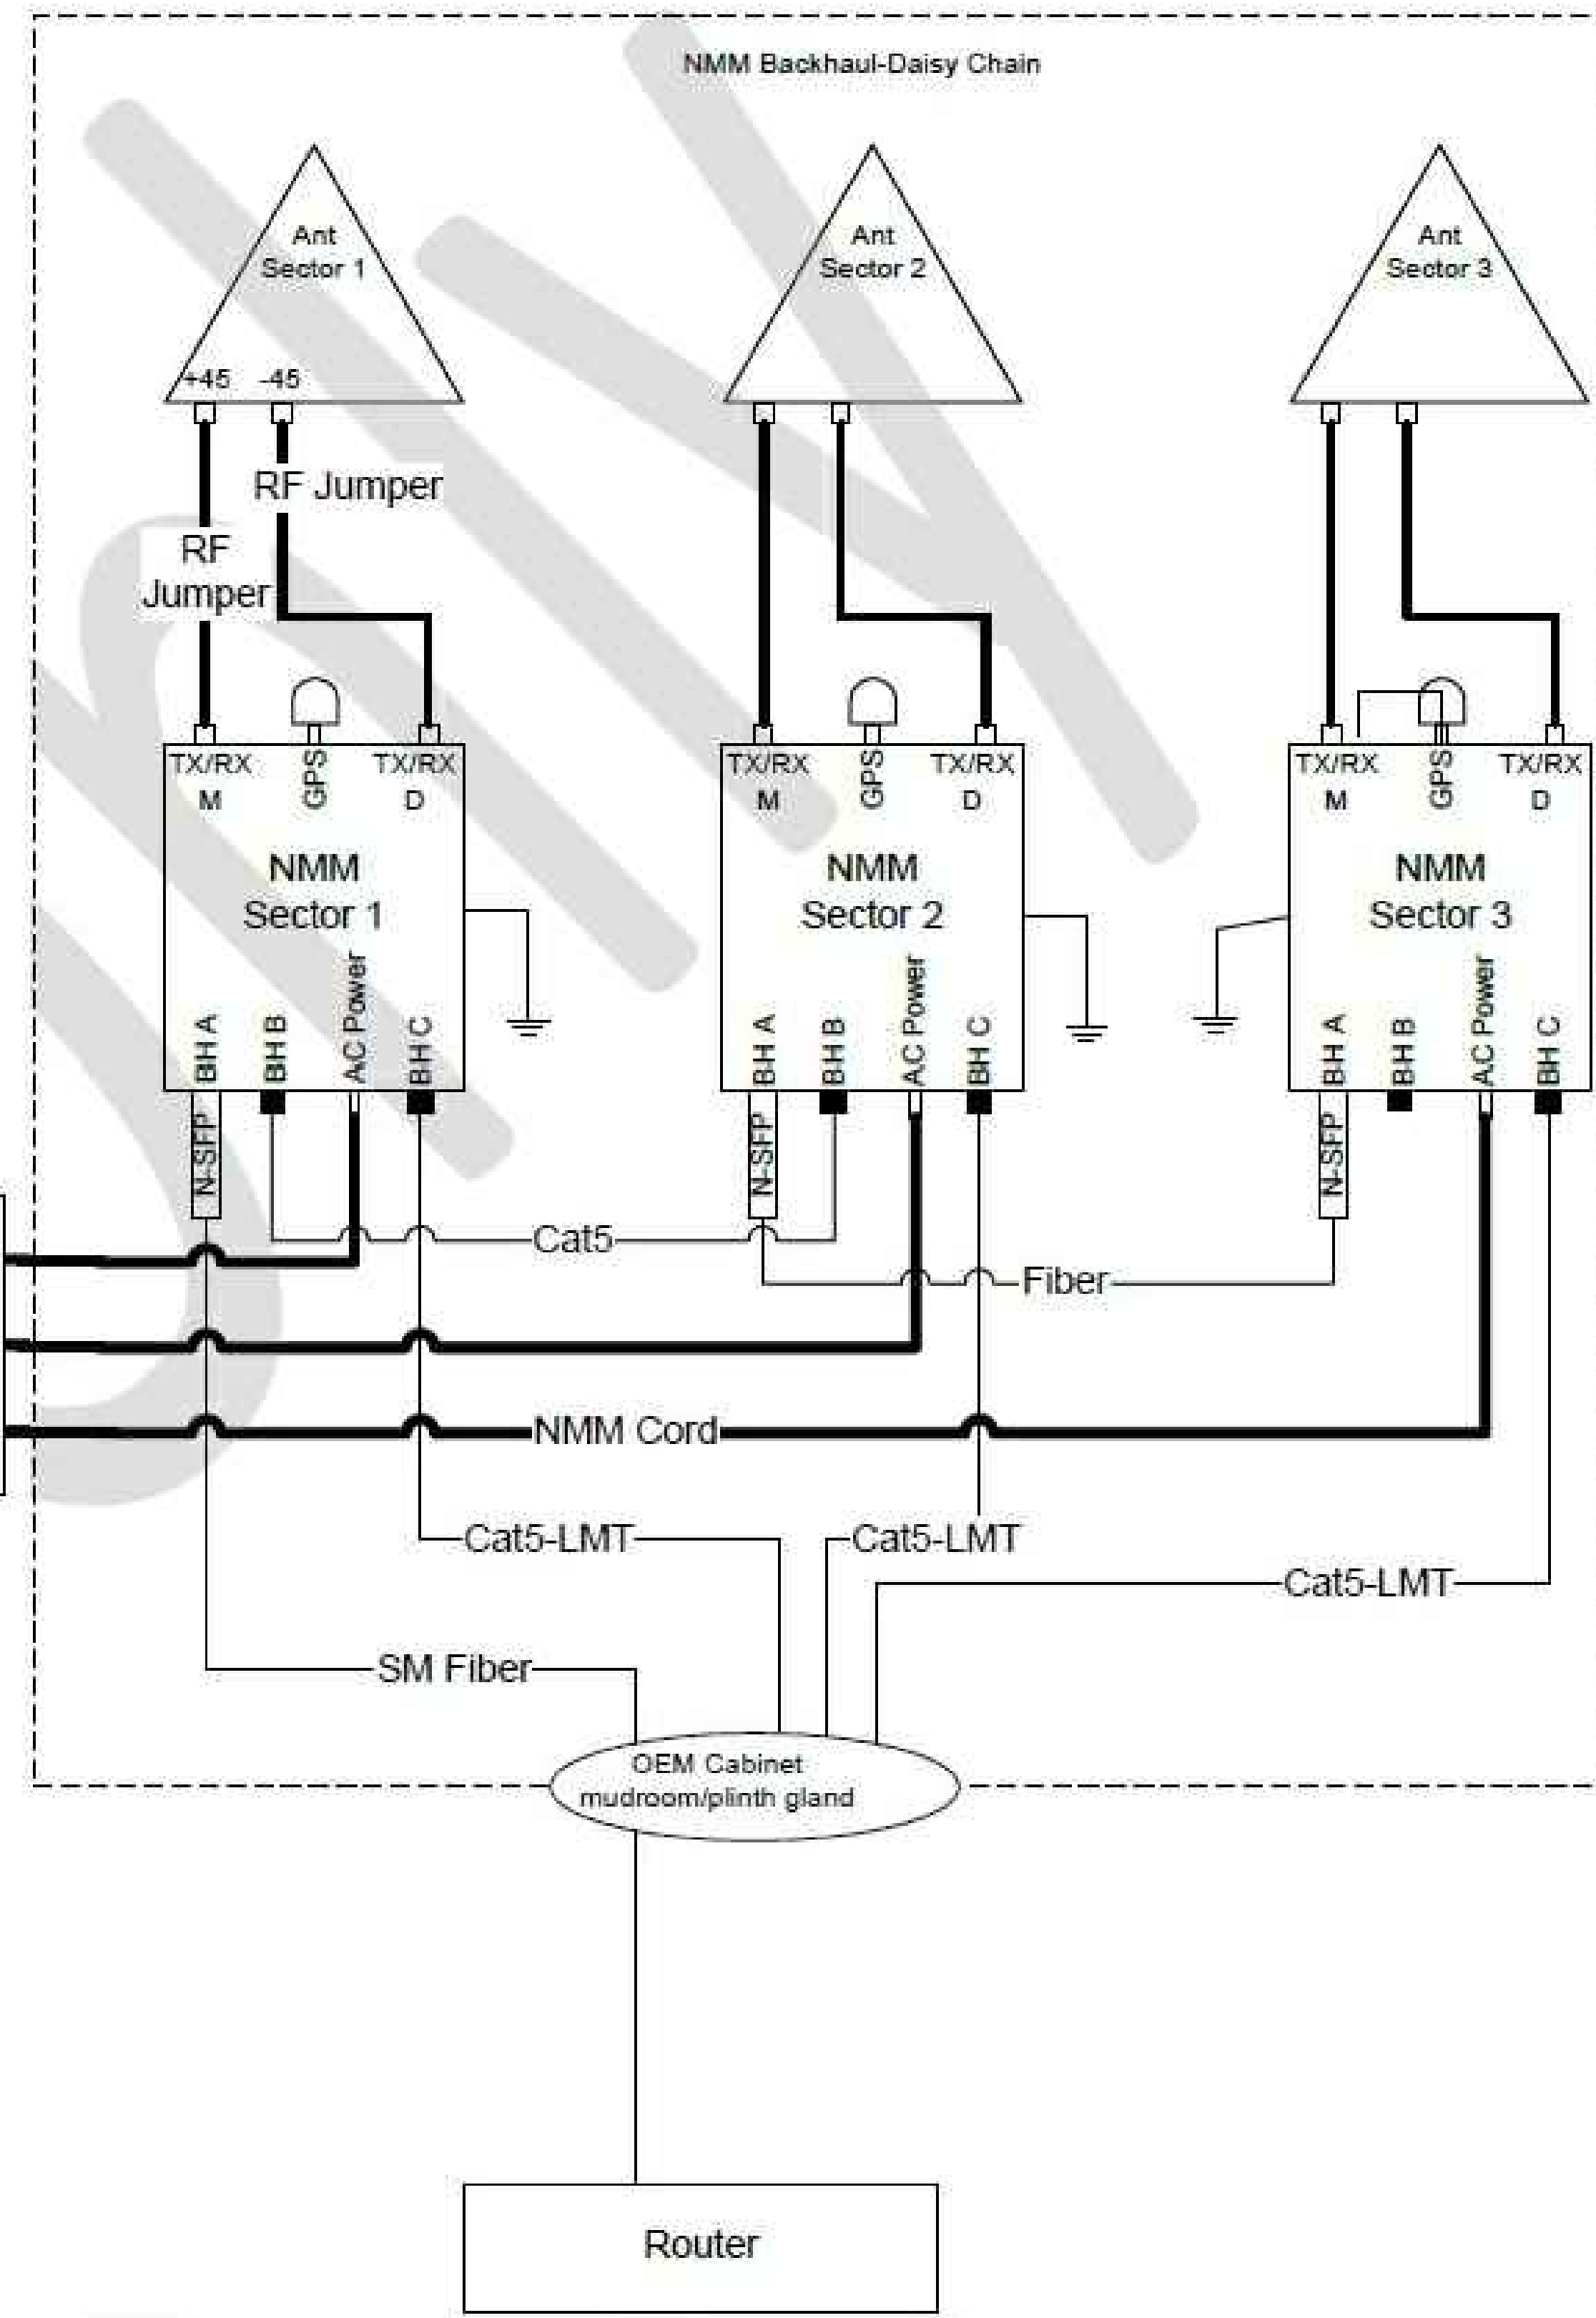 NMM Backhaul-Daisy Chain
Ant
Sector 1
Ant
Sector 2
Ant
Sector 3
+45 -45
RF Jumper
RF
Jumper
TX/RX
M
GPS
TX/RX
D
TX/RX
M
GPS
TX/RX
D
TX/RX
M
GPS
TX/RX
D
NMM
Sector 1
NMM
Sector 2
NMM
Sector 3
BH A
BH B
AC Power
BH C
BH A
BH B
AC Power
BH C
BH A
BH B
AC Power
BH C
N-SFP
N-SFP
N-SFP
Cat5
Fiber
NMM Cord
Cat5-LMT
Cat5-LMT
Cat5-LMT
SM Fiber
OEM Cabinet
mudroom/plinth gland
Router